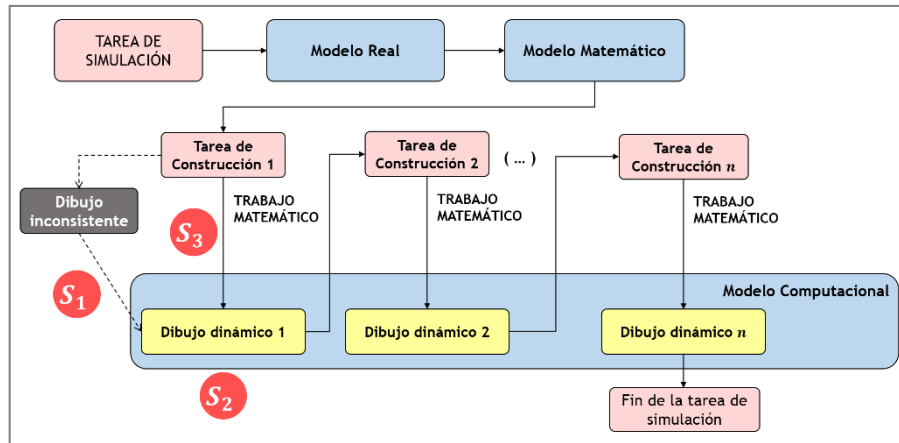 TAREA DE
SIMULACIÓN
Modelo Real
Modelo Matemático
Tarea de
Construcción 1
Tarea de
Construcción 2
( ... )
Tarea de
Construcción n
Dibujo
inconsistente
TRABAJO
MATEMÁTICO
TRABAJO
MATEMÁTICO
TRABAJO
MATEMÁTICO
S₃
S₁
Modelo Computacional
Dibujo dinámico 1
Dibujo dinámico 2
Dibujo dinámico n
S₂
Fin de la tarea de
simulación